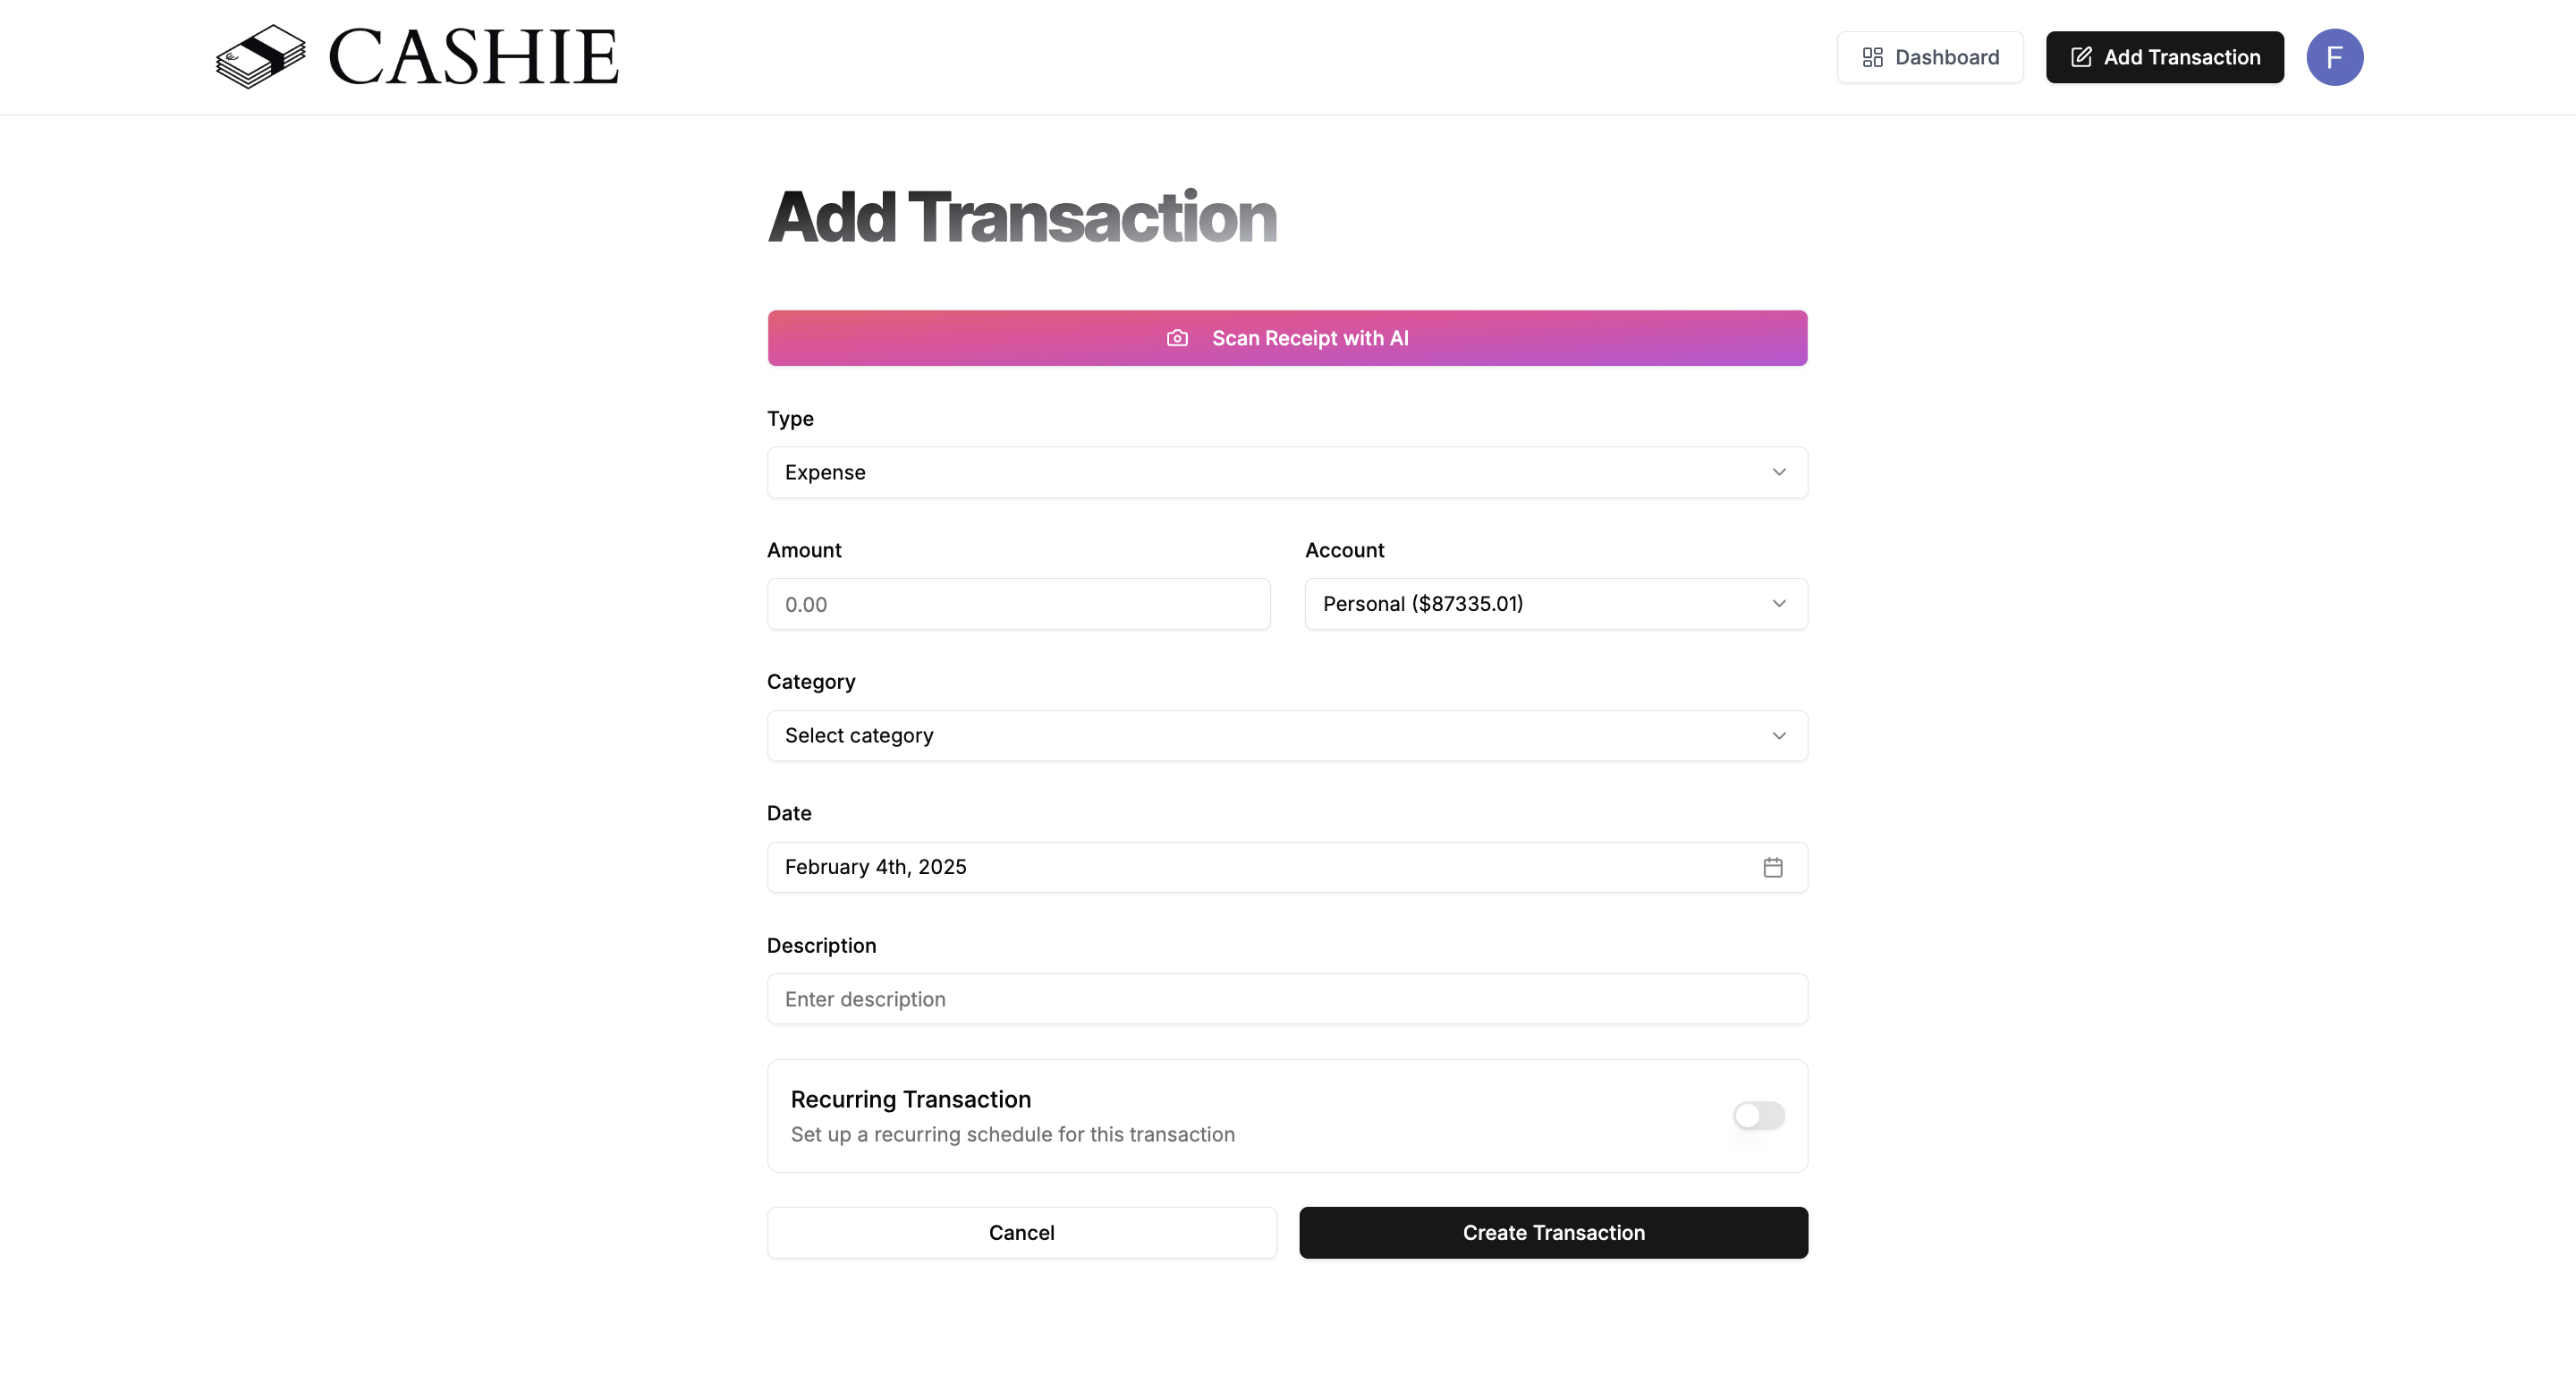 CASHIE
Dashboard
Add Transaction
F
Add Transaction
Scan Receipt with AI
Type
Expense
Amount
Account
0.00
Personal ($87335.01)
Category
Select category
Date
February 4th, 2025
Description
Enter description
Recurring Transaction
Set up a recurring schedule for this transaction
Cancel
Create Transaction